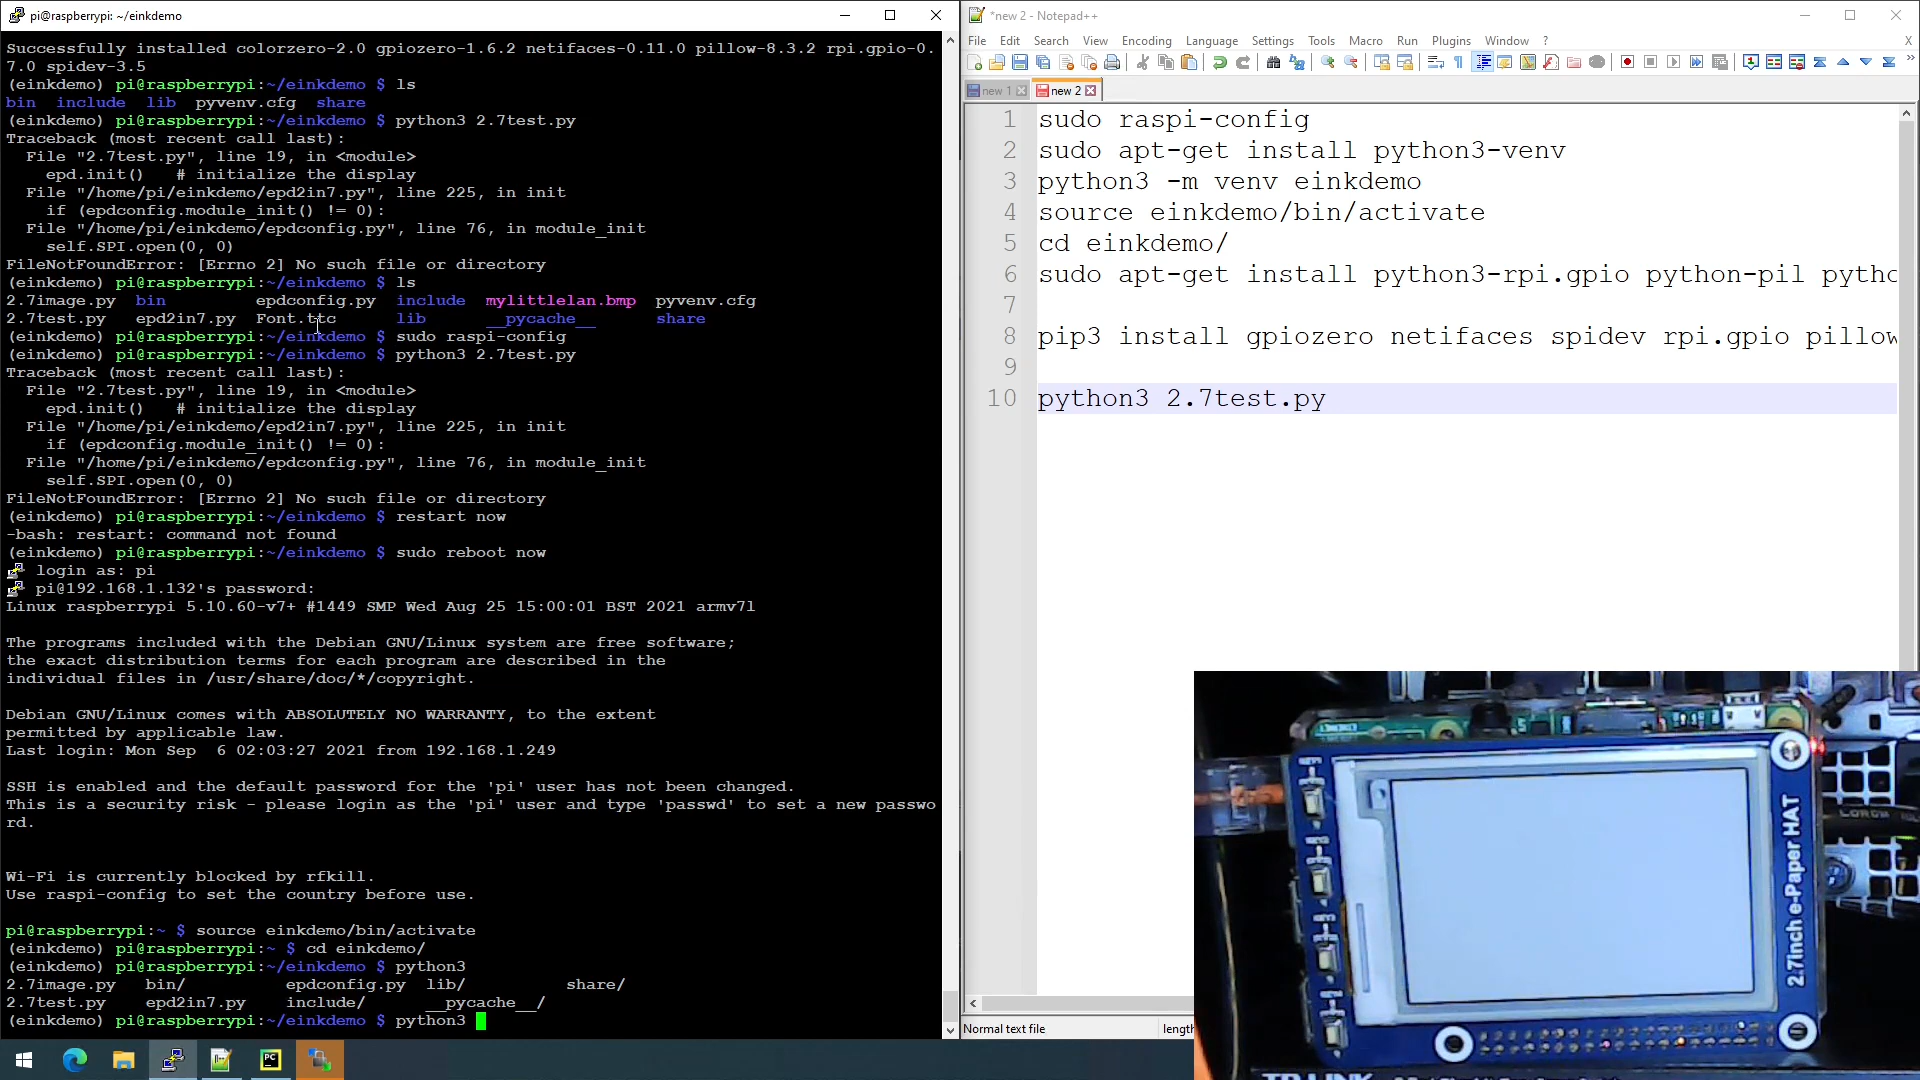 pi@raspberrypi: ~/einkdemo
Successfully installed colorzero-2.0 gpiozero-1.6.2 netifaces-0.11.0 pillow-8.3.2 rpi.gpio-0.
7.0 spidev-3.5
(einkdemo) pi@raspberrypi:~/einkdemo $ ls
bin include lib pyvenv.cfg share
(einkdemo) pi@raspberrypi:~/einkdemo $ python3 2.7test.py
Traceback (most recent call last):
File "2.7test.py", line 19, in <module>
epd.init() # initialize the display
File "/home/pi/einkdemo/epd2in7.py", line 225, in init
if (epdconfig.module_init() != 0):
File "/home/pi/einkdemo/epdconfig.py", line 76, in module_init
self.SPI.open(0, 0)
FileNotFoundError: [Errno 2] No such file or directory
(einkdemo) pi@raspberrypi:~/einkdemo $ ls
2.7image.py bin epdconfig.py include mylittlelan.bmp pyvenv.cfg
2.7test.py epd2in7.py Font.ttc lib __pycache__ share
(einkdemo) pi@raspberrypi:~/einkdemo $ sudo raspi-config
(einkdemo) pi@raspberrypi:~/einkdemo $ python3 2.7test.py
Traceback (most recent call last):
File "2.7test.py", line 19, in <module>
epd.init() # initialize the display
File "/home/pi/einkdemo/epd2in7.py", line 225, in init
if (epdconfig.module_init() != 0):
File "/home/pi/einkdemo/epdconfig.py", line 76, in module_init
self.SPI.open(0, 0)
FileNotFoundError: [Errno 2] No such file or directory
(einkdemo) pi@raspberrypi:~/einkdemo $ restart now
-bash: restart: command not found
(einkdemo) pi@raspberrypi:~/einkdemo $ sudo reboot now
login as: pi
pi@192.168.1.132's password:
Linux raspberrypi 5.10.60-v7+ #1449 SMP Wed Aug 25 15:00:01 BST 2021 armv7l
The programs included with the Debian GNU/Linux system are free software;
the exact distribution terms for each program are described in the
individual files in /usr/share/doc/*/copyright.
Debian GNU/Linux comes with ABSOLUTELY NO WARRANTY, to the extent
permitted by applicable law.
Last login: Mon Sep 6 02:03:27 2021 from 192.168.1.249
SSH is enabled and the default password for the 'pi' user has not been changed.
This is a security risk - please login as the 'pi' user and type 'passwd' to set a new passwo
rd.
Wi-Fi is currently blocked by rfkill.
Use raspi-config to set the country before use.
pi@raspberrypi:~ $ source einkdemo/bin/activate
(einkdemo) pi@raspberrypi:~ $ cd einkdemo/
(einkdemo) pi@raspberrypi:~/einkdemo $ python3
2.7image.py bin/ epdconfig.py lib/ share/
2.7test.py epd2in7.py include/ __pycache__/
(einkdemo) pi@raspberrypi:~/einkdemo $ python3
*new 2 - Notepad++
File Edit Search View Encoding Language Settings Tools Macro Run Plugins Window ? X
new 1 new 2
1 sudo raspi-config
2 sudo apt-get install python3-venv
3 python3 -m venv einkdemo
4 source einkdemo/bin/activate
5 cd einkdemo/
6 sudo apt-get install python3-rpi.gpio python-pil pytho
7
8 pip3 install gpiozero netifaces spidev rpi.gpio pillow
9
10 python3 2.7test.py
Normal text file length
2.7inch e-Paper HAT